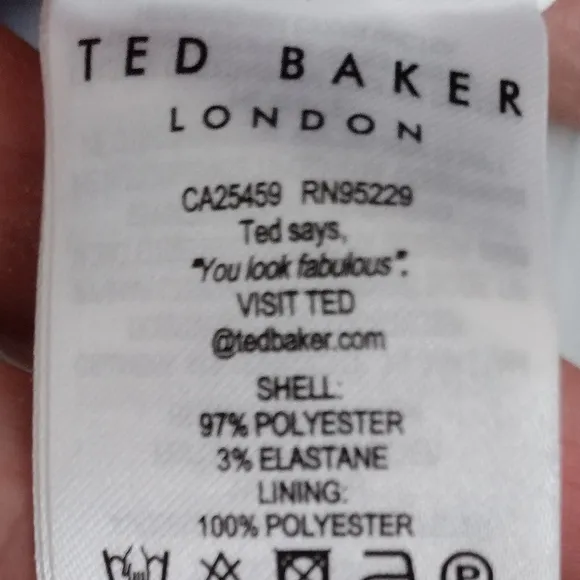 TED BAKER
LONDON
CA25459 RN95229
Ted says,
"You look fabulous".
VISIT TED
@tedbaker.com
SHELL:
97% POLYESTER
3% ELASTANE
LINING:
100% POLYESTER
P